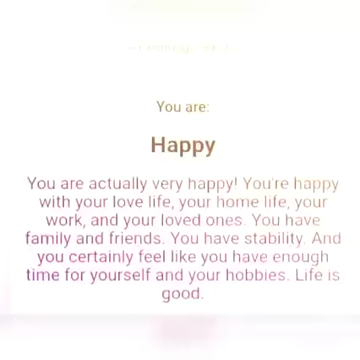 You are:
Happy
You are actually very happy! You're happy
with your love life, your home life, your
work, and your loved ones. You have
family and friends. You have stability. And
you certainly feel like you have enough
time for yourself and your hobbies. Life is
good.